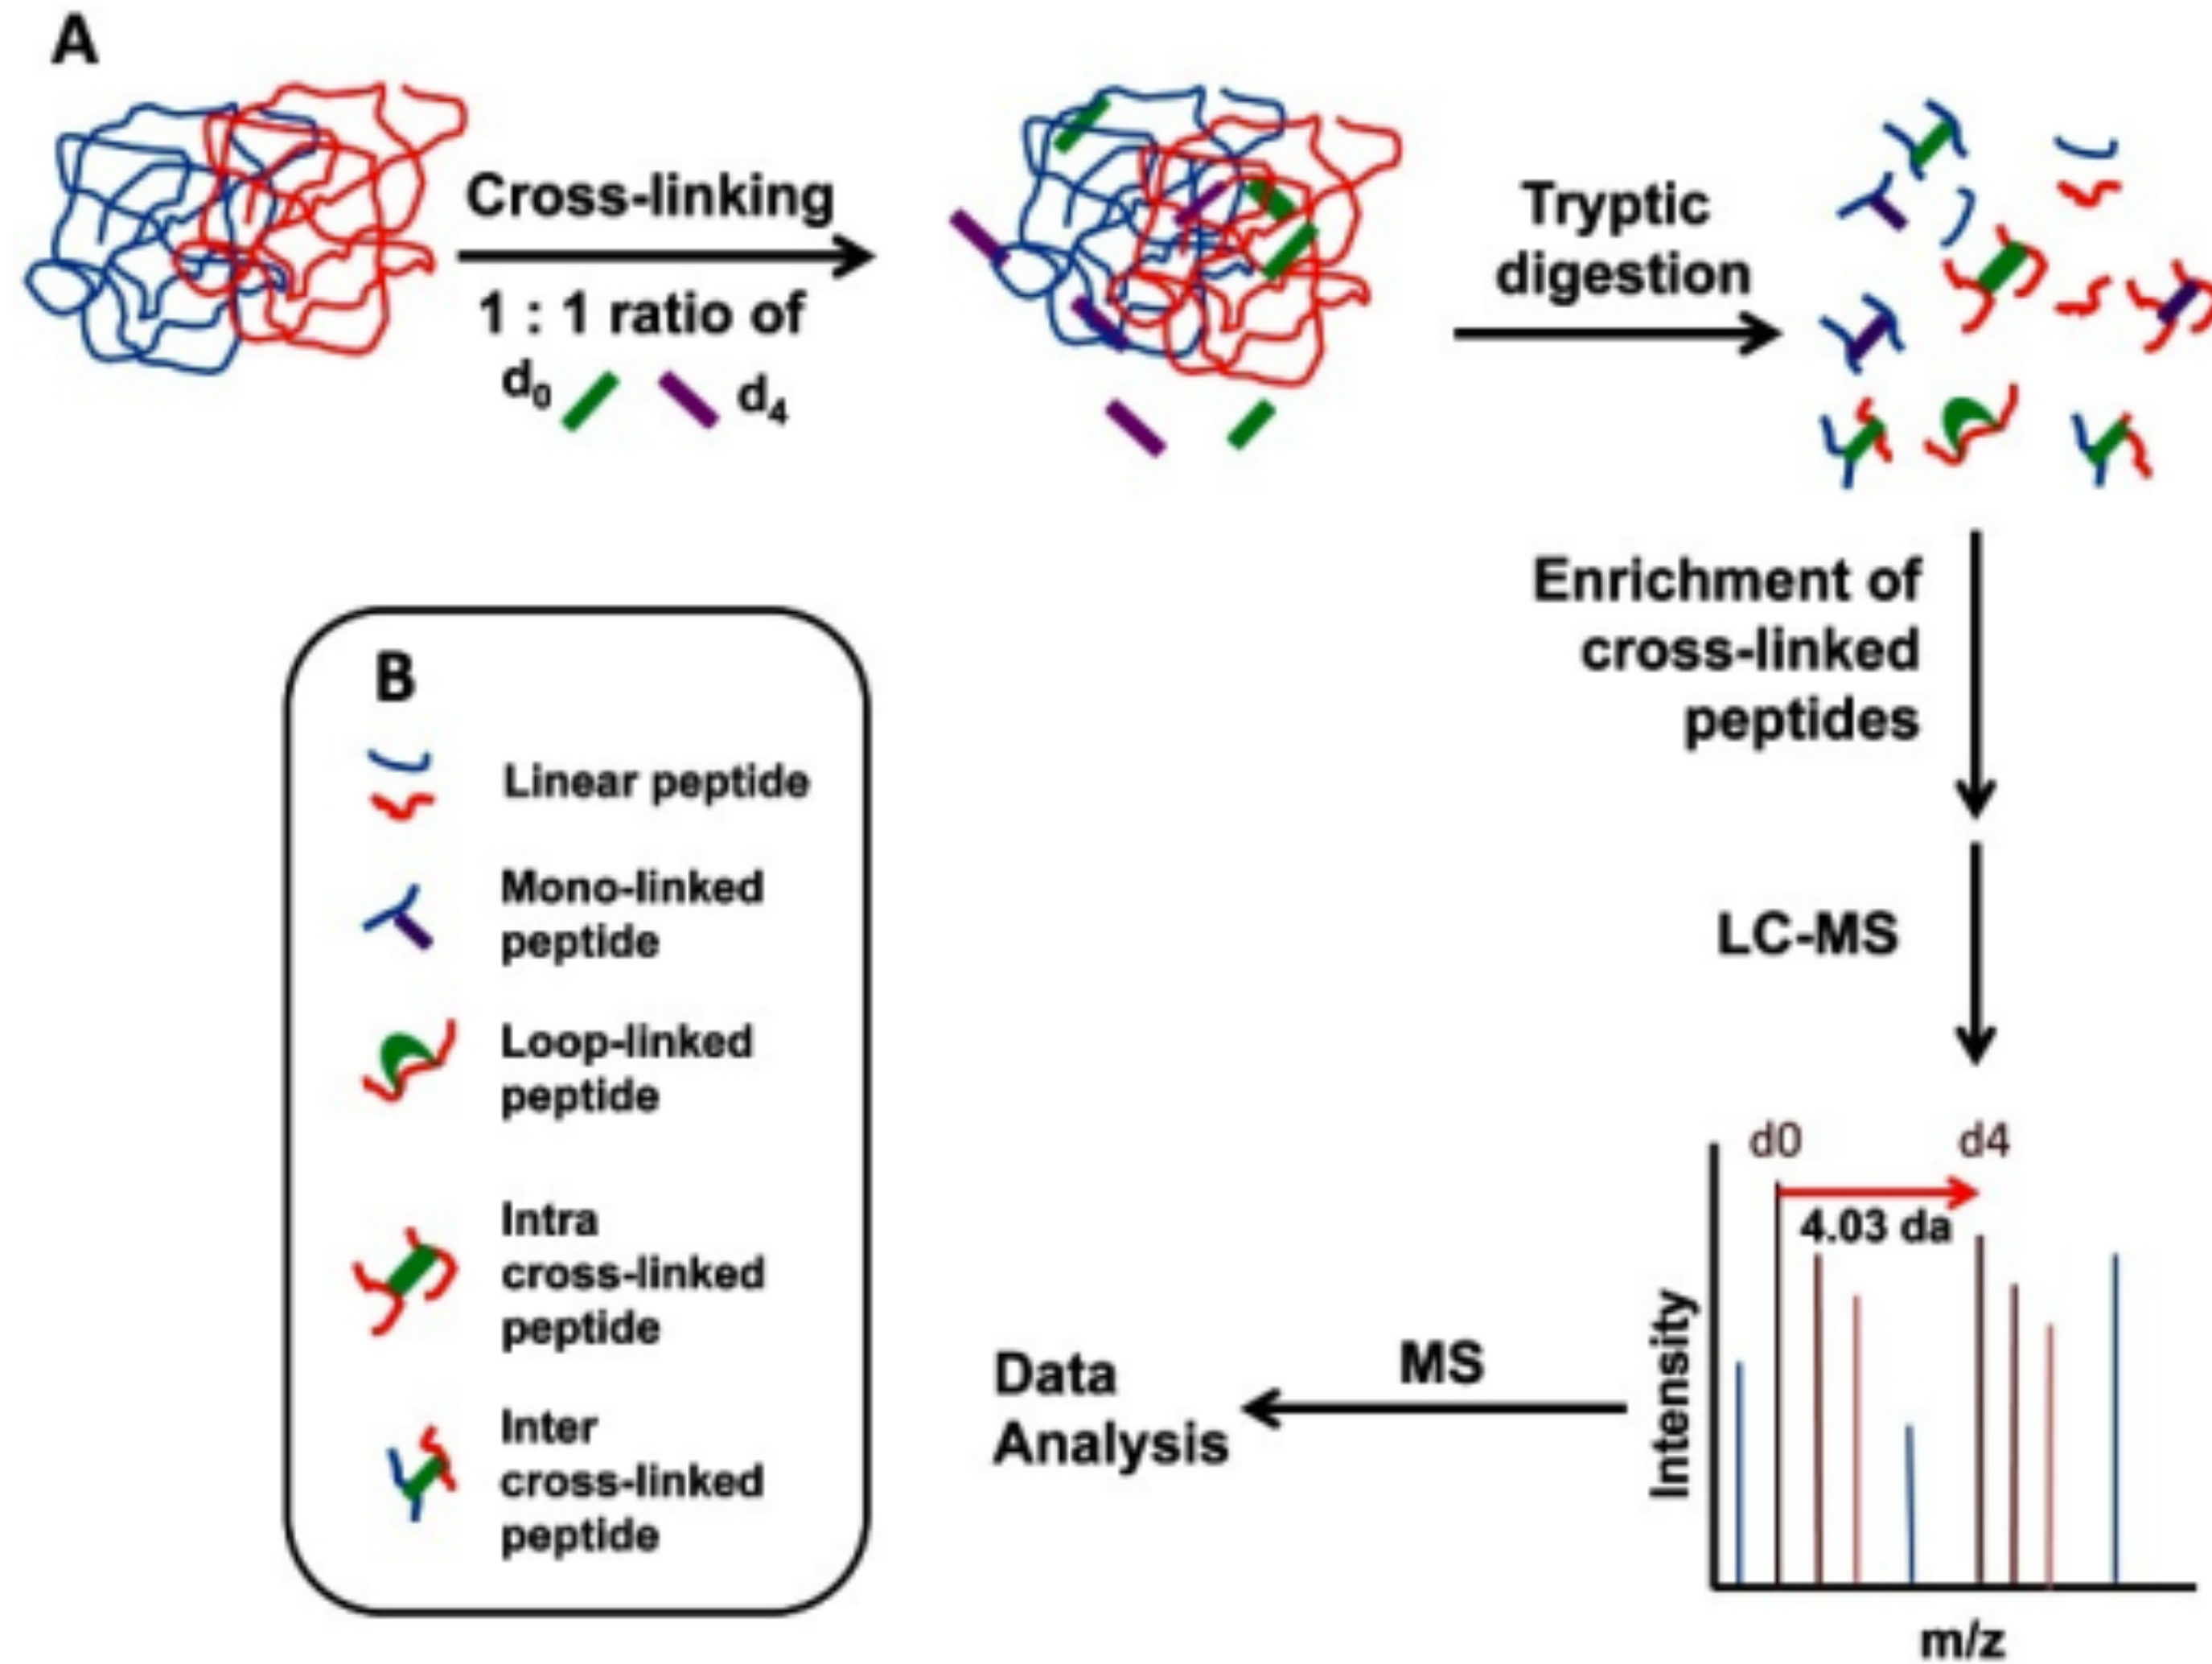 A
Cross-linking
1 : 1 ratio of
d₀ d₄
Tryptic
digestion
Enrichment of
cross-linked
peptides
LC-MS
d0 d4
4.03 da
Intensity
m/z
MS
Data
Analysis
B
Linear peptide
Mono-linked
peptide
Loop-linked
peptide
Intra
cross-linked
peptide
Inter
cross-linked
peptide